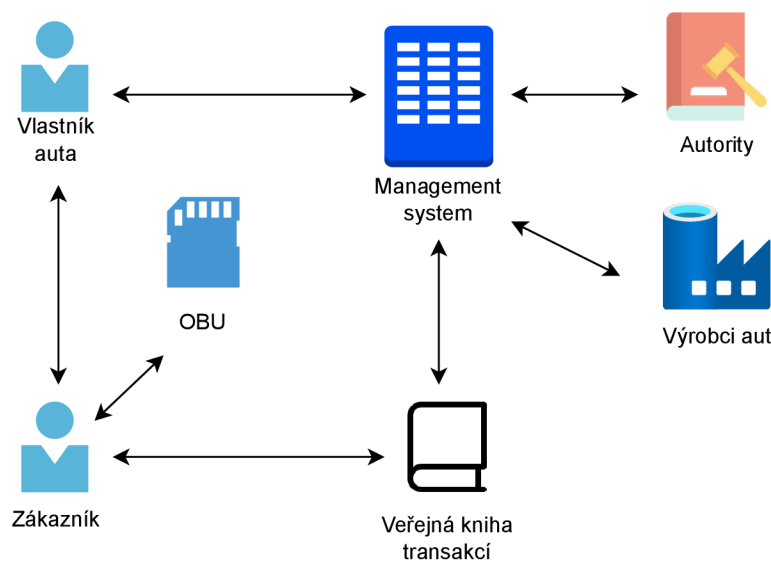 Vlastník
auta
Management
system
Autority
OBU
Výrobci aut
Zákazník
Veřejná kniha
transakcí